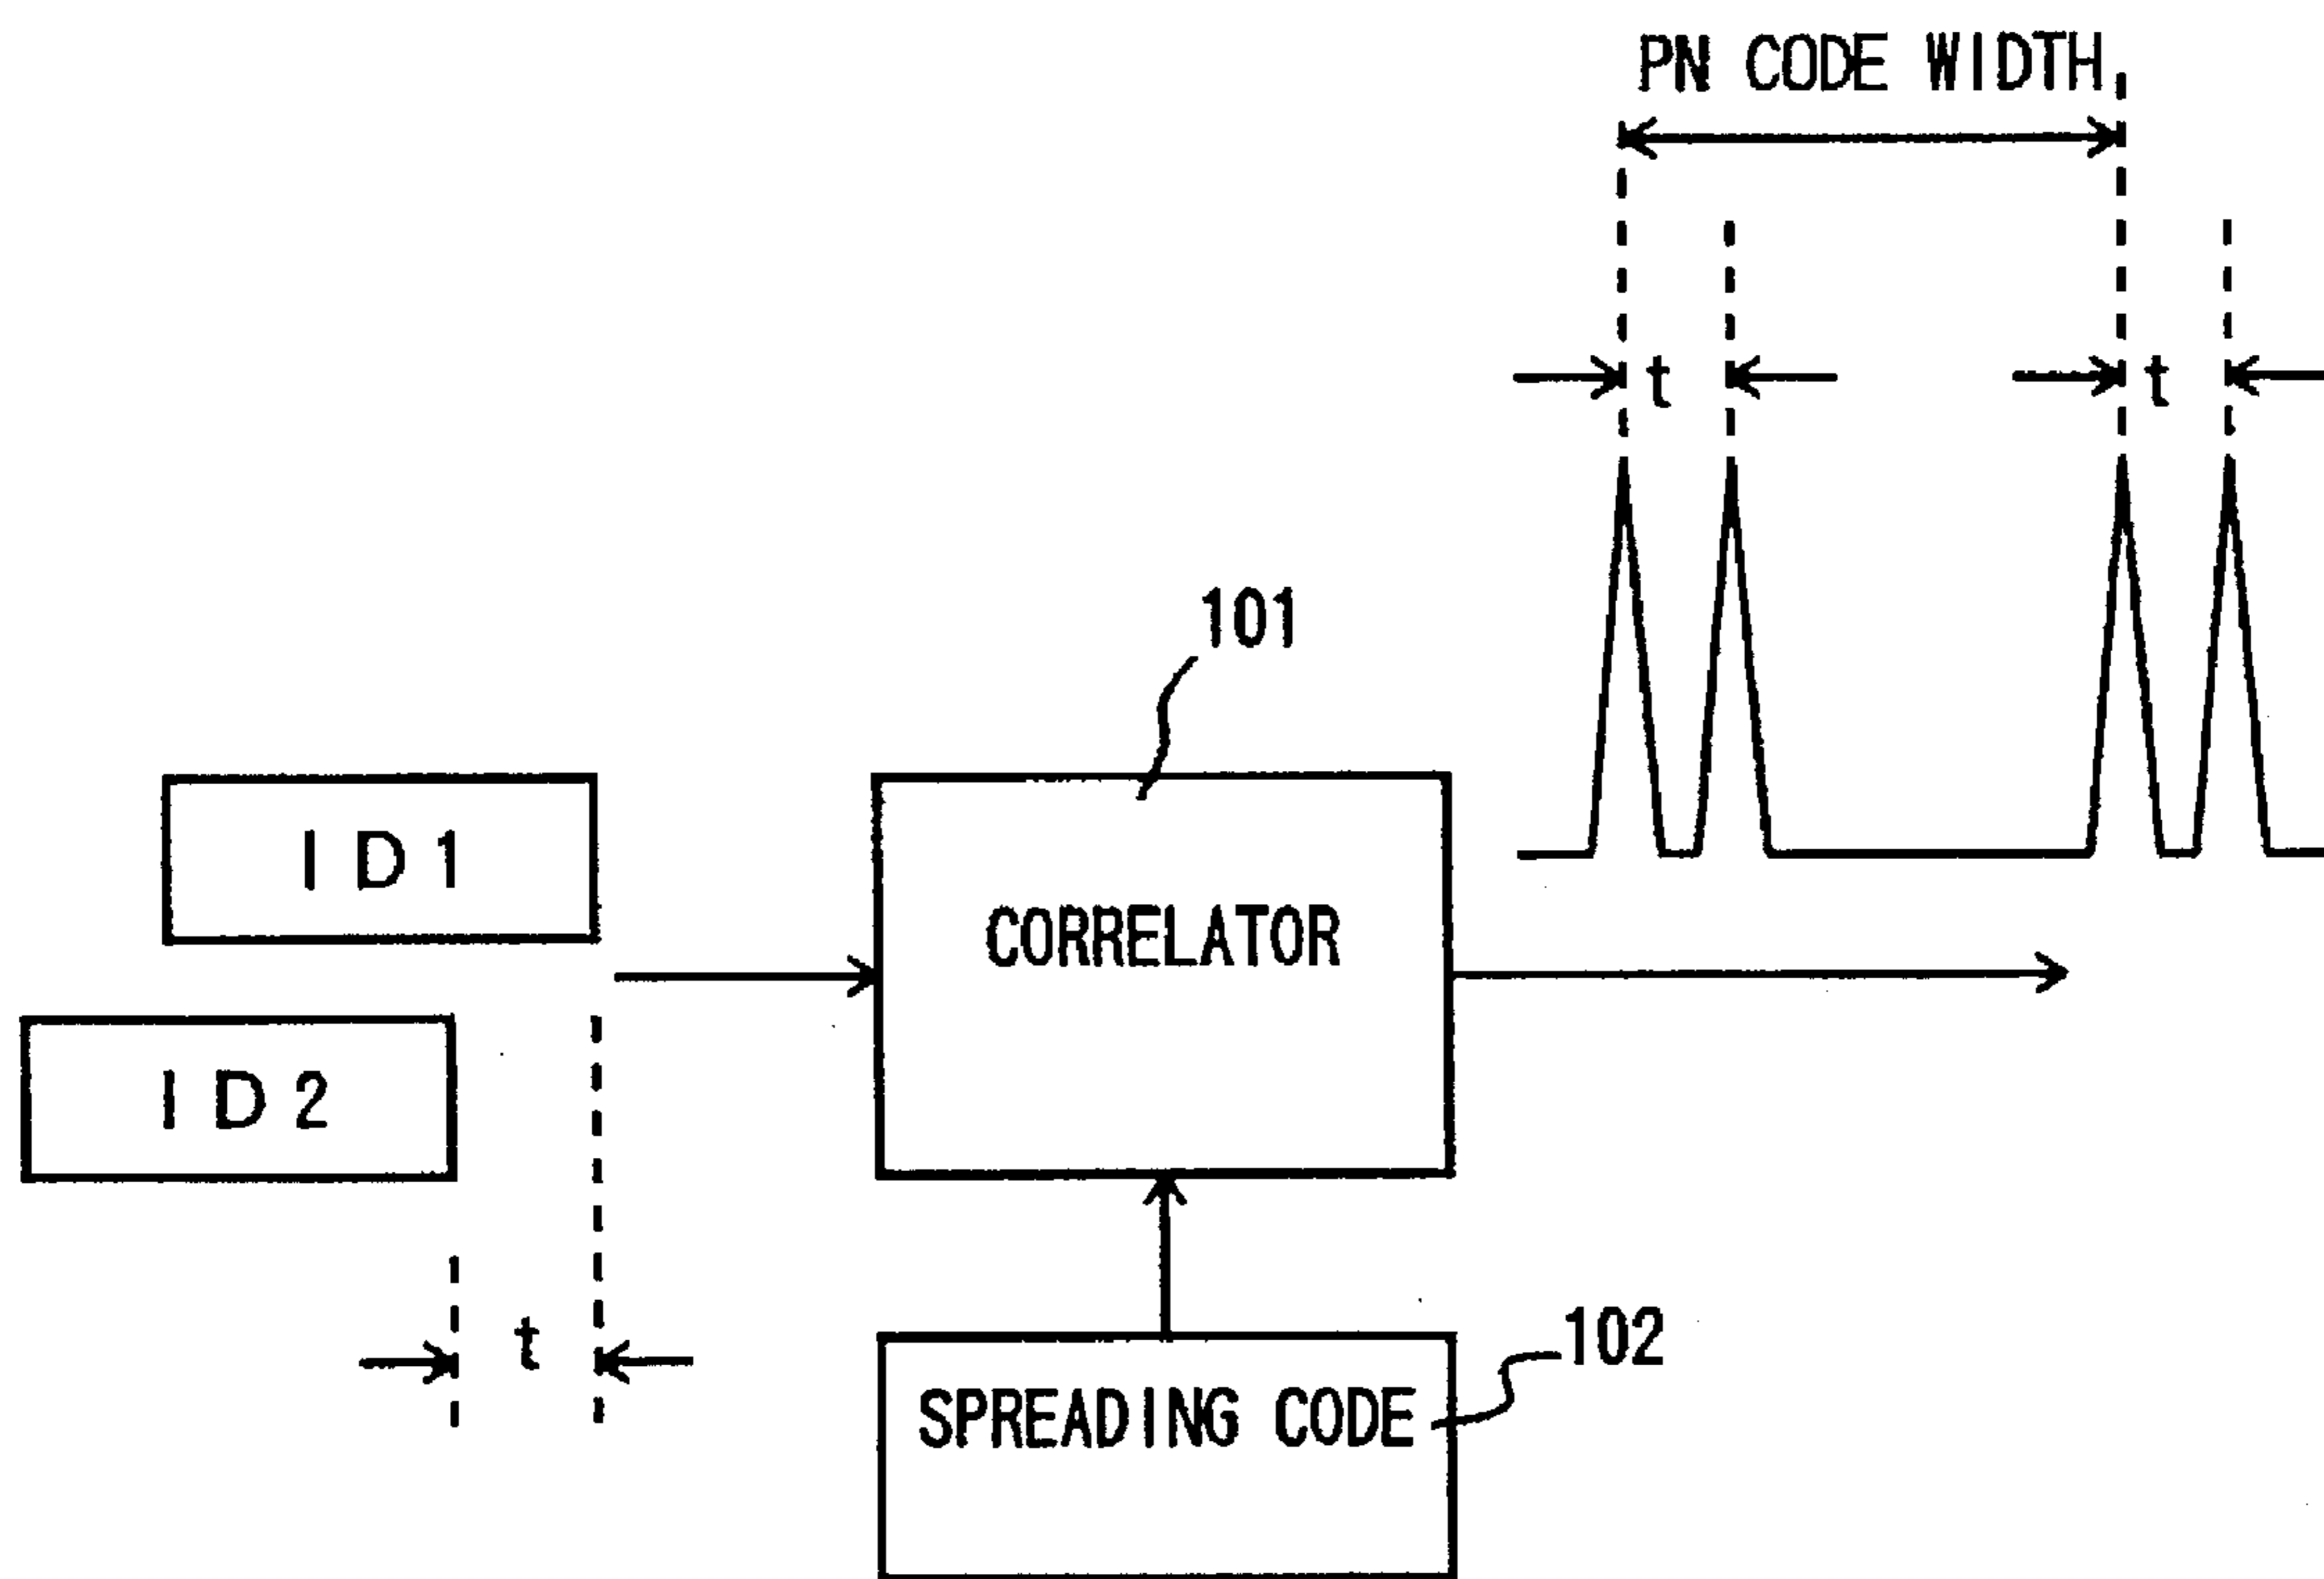 PN CODE WIDTH
t
t
101
ID1
CORRELATOR
ID2
t
102
SPREADING CODE